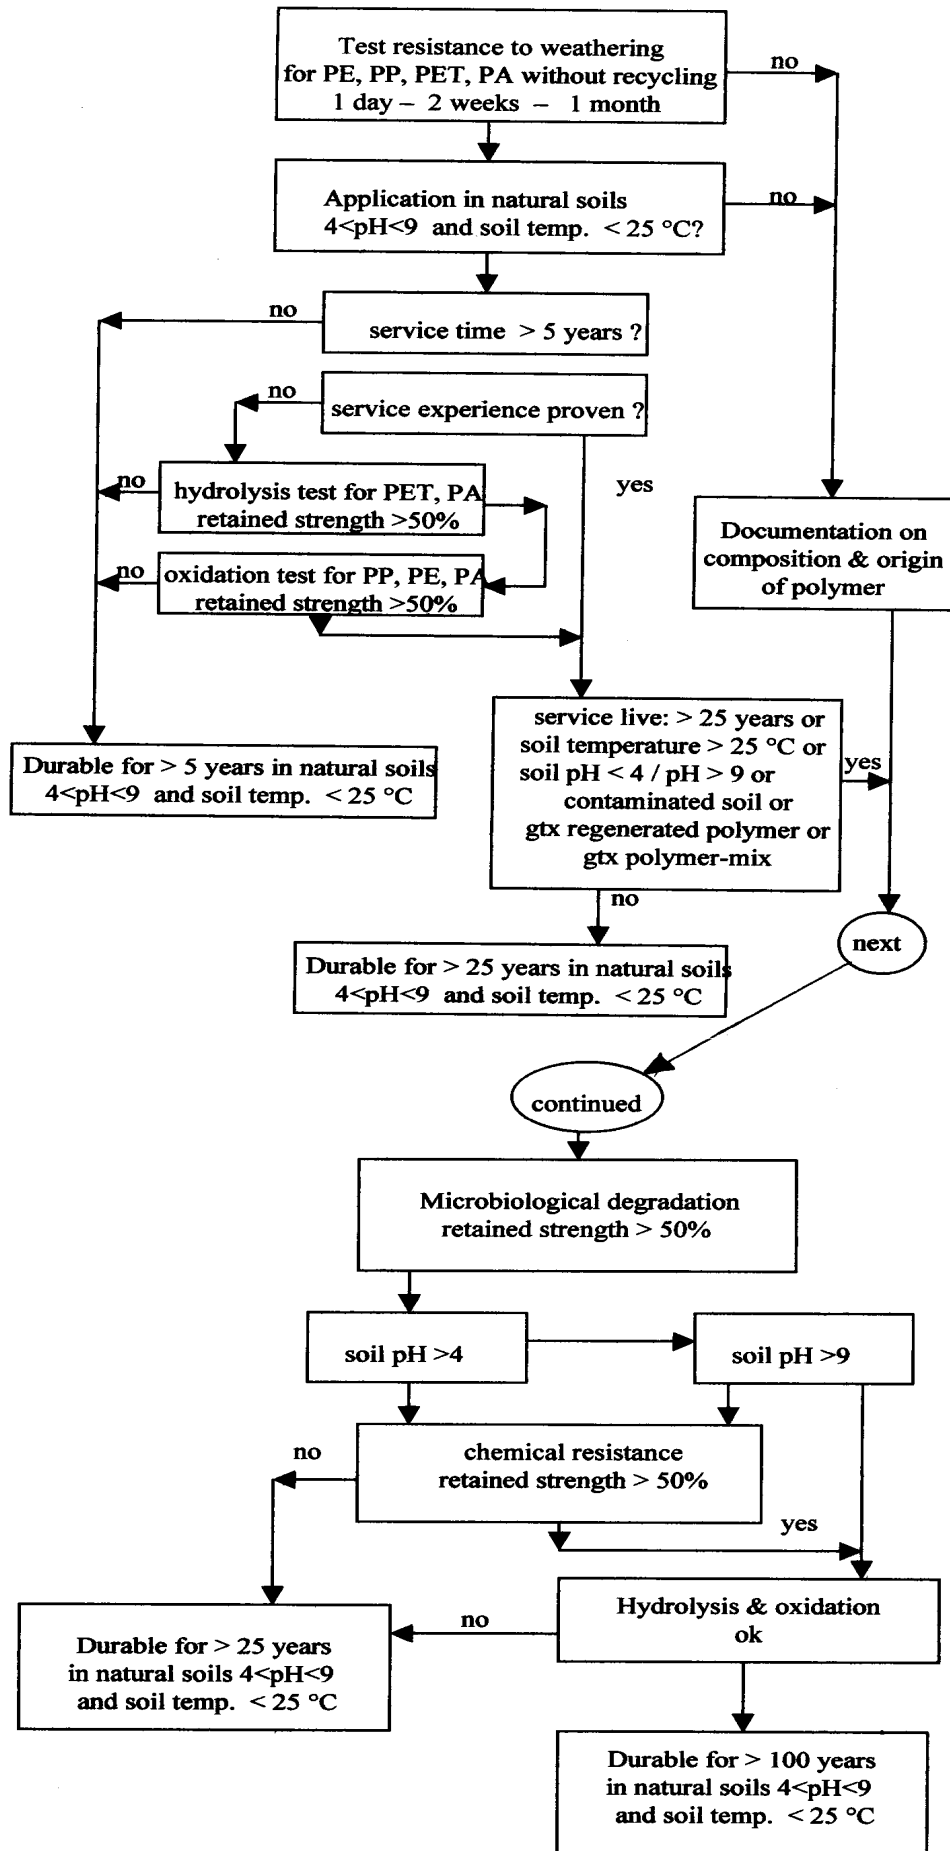 Test resistance to weathering
for PE, PP, PET, PA without recycling
1 day – 2 weeks – 1 month
no
Application in natural soils
4<pH<9 and soil temp. < 25 °C?
no
no
service time > 5 years ?
no
service experience proven ?
yes
no
hydrolysis test for PET, PA
retained strength >50%
no
oxidation test for PP, PE, PA
retained strength >50%
Documentation on
composition & origin
of polymer
service live: > 25 years or
soil temperature > 25 °C or
soil pH < 4 / pH > 9 or
contaminated soil or
gtx regenerated polymer or
gtx polymer-mix
yes
Durable for > 5 years in natural soils
4<pH<9 and soil temp. < 25 °C
no
next
Durable for > 25 years in natural soils
4<pH<9 and soil temp. < 25 °C
continued
Microbiological degradation
retained strength > 50%
soil pH >4
soil pH >9
chemical resistance
retained strength > 50%
no
yes
Hydrolysis & oxidation
ok
no
Durable for > 25 years
in natural soils 4<pH<9
and soil temp. < 25 °C
Durable for > 100 years
in natural soils 4<pH<9
and soil temp. < 25 °C